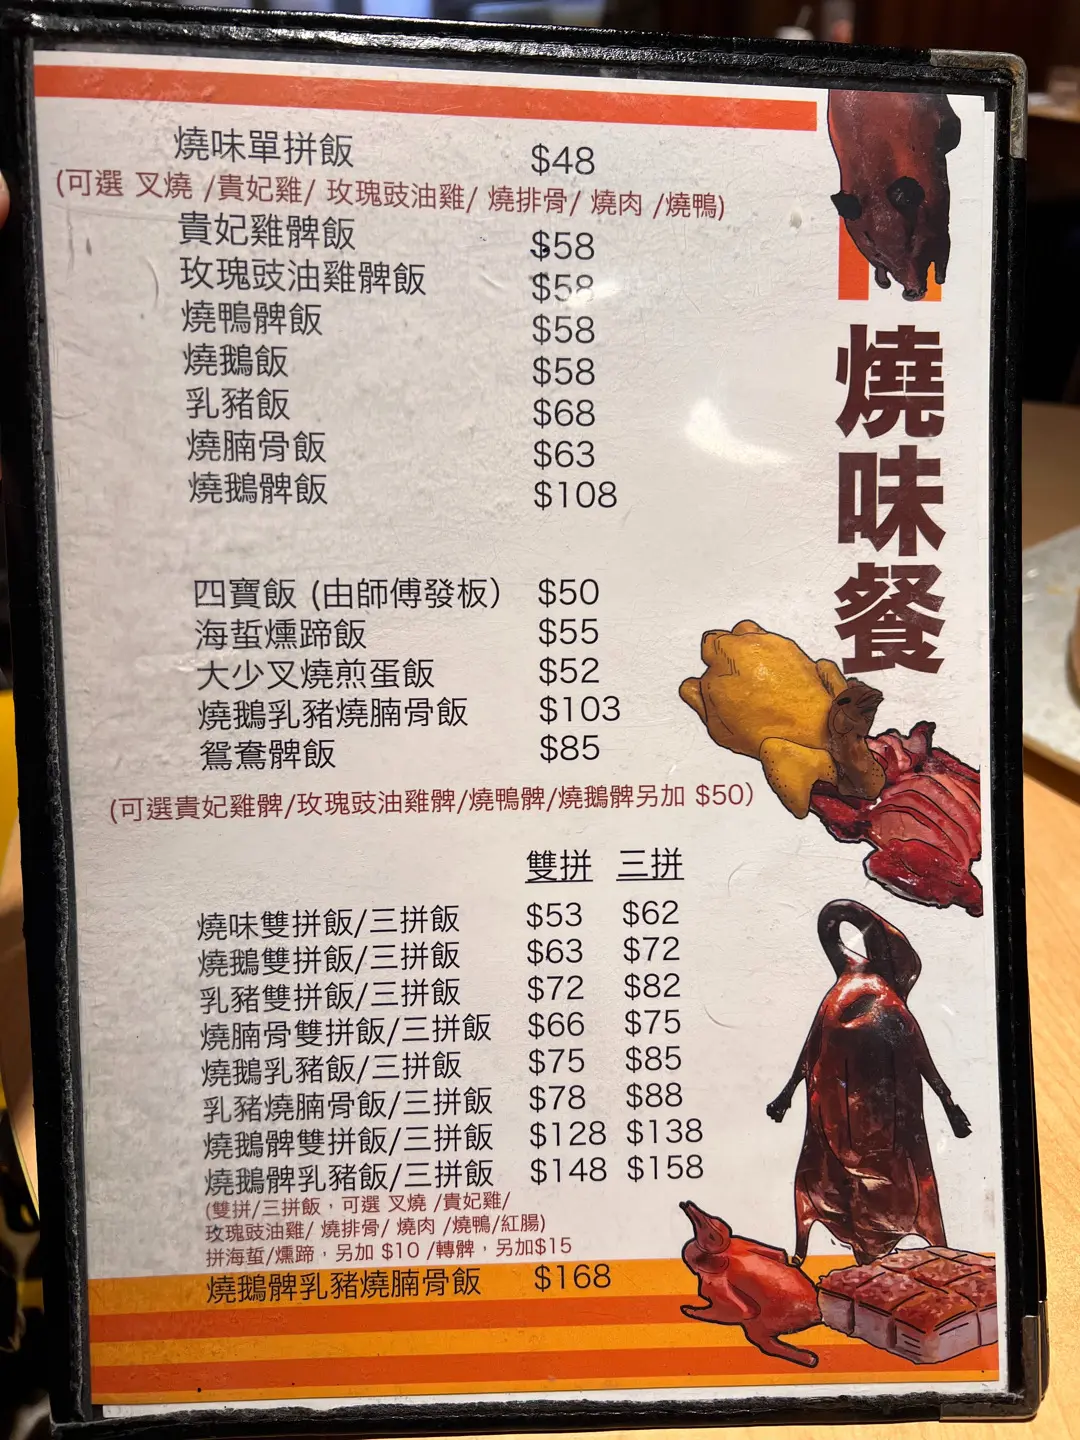 燒味餐
燒味單拼飯 $48
(可選 叉燒 /貴妃雞/ 玫瑰豉油雞/ 燒排骨/ 燒肉 /燒鴨)
貴妃雞髀飯 $58
玫瑰豉油雞髀飯 $58
燒鴨髀飯 $58
燒鵝飯 $58
乳豬飯 $68
燒腩骨飯 $63
燒鵝髀飯 $108
四寶飯 (由師傅發板） $50
海蜇燻蹄飯 $55
大少叉燒煎蛋飯 $52
燒鵝乳豬燒腩骨飯 $103
鴛鴦髀飯 $85
(可選貴妃雞髀/玫瑰豉油雞髀/燒鴨髀/燒鵝髀另加 $50）
雙拼 三拼
燒味雙拼飯/三拼飯 $53 $62
燒鵝雙拼飯/三拼飯 $63 $72
乳豬雙拼飯/三拼飯 $72 $82
燒腩骨雙拼飯/三拼飯 $66 $75
燒鵝乳豬飯/三拼飯 $75 $85
乳豬燒腩骨飯/三拼飯 $78 $88
燒鵝髀雙拼飯/三拼飯 $128 $138
燒鵝髀乳豬飯/三拼飯 $148 $158
(雙拼/三拼飯，可選 叉燒 /貴妃雞/
玫瑰豉油雞/ 燒排骨/ 燒肉 /燒鴨/紅腸)
拼海蜇/燻蹄，另加 $10 /轉髀，另加$15
燒鵝髀乳豬燒腩骨飯 $168